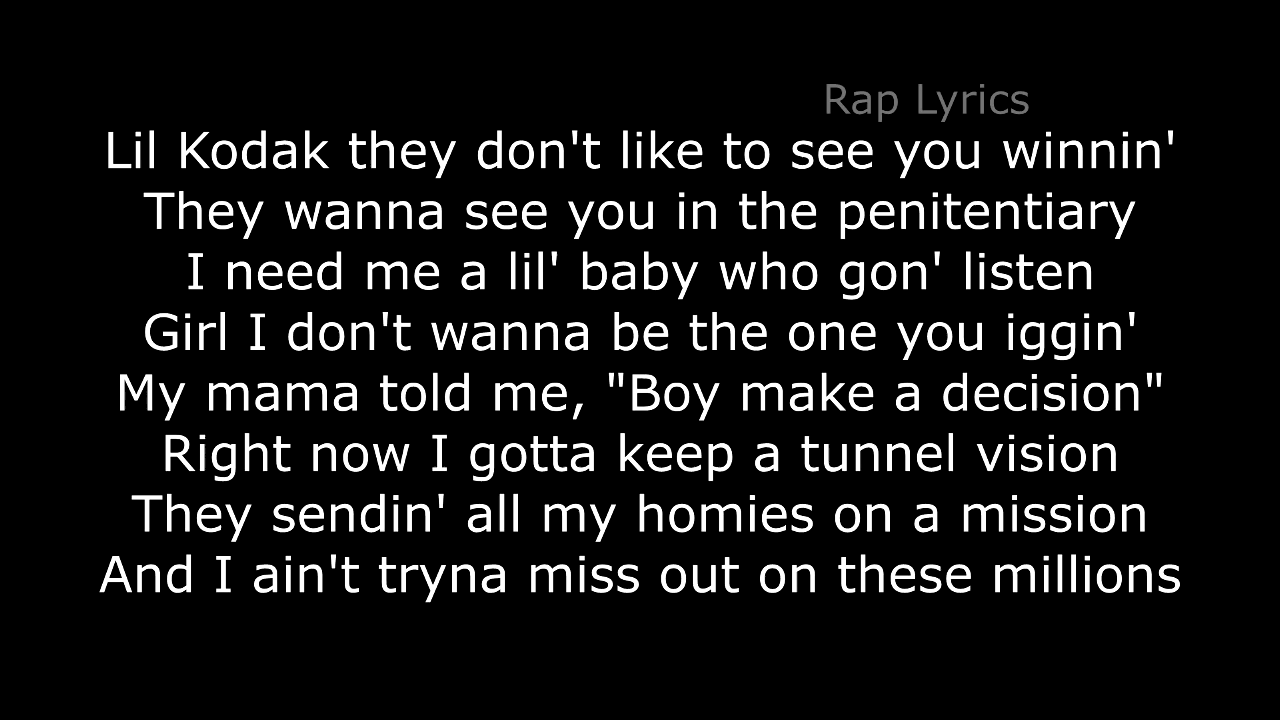 Rap Lyrics
Lil Kodak they don't like to see you winnin'
They wanna see you in the penitentiary
I need me a lil' baby who gon' listen
Girl I don't wanna be the one you iggin'
My mama told me, "Boy make a decision"
Right now I gotta keep a tunnel vision
They sendin' all my homies on a mission
And I ain't tryna miss out on these millions